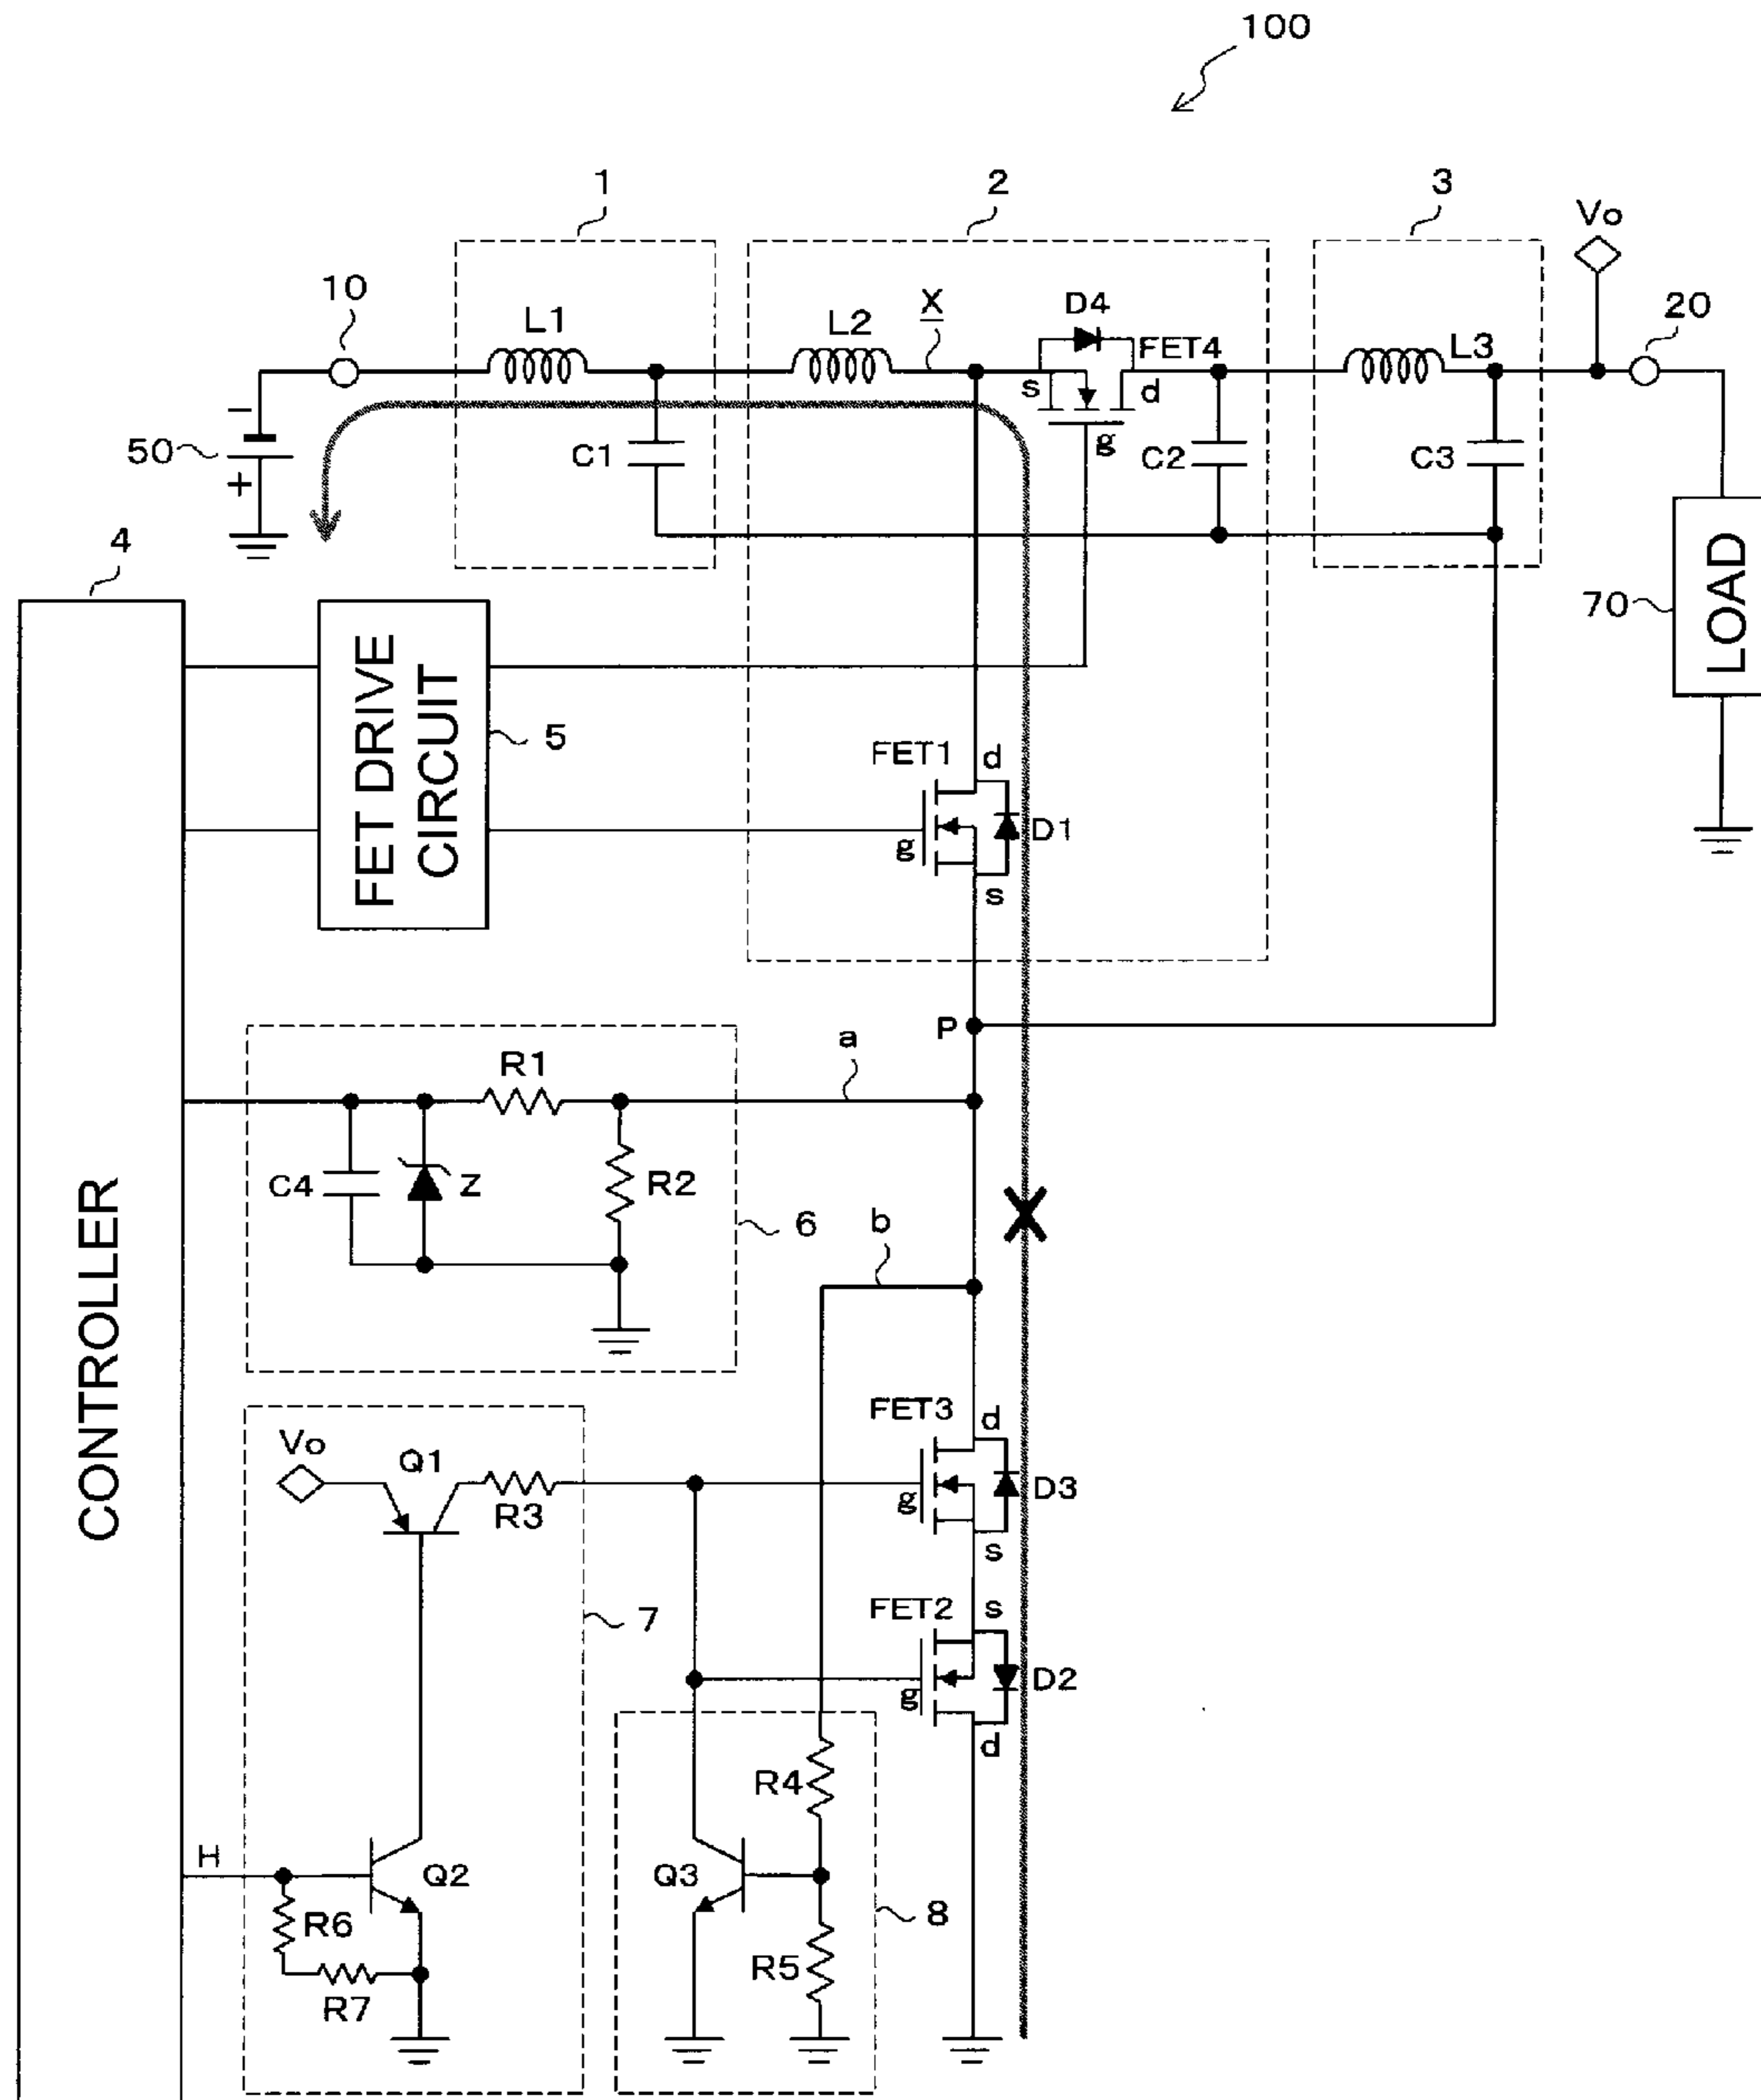 100
1
2
3
Vo
10
L1
L2
X
D4
FET4
L3
20
s
d
g
−
50
+
C1
C2
C3
4
70
LOAD
FET DRIVE
CIRCUIT
5
FET1
d
g
D1
s
P
a
R1
C4
Z
R2
6
b
CONTROLLER
FET3
d
Vo
Q1
R3
g
D3
s
7
FET2
s
g
D2
d
R4
H
Q2
Q3
8
R6
R5
R7